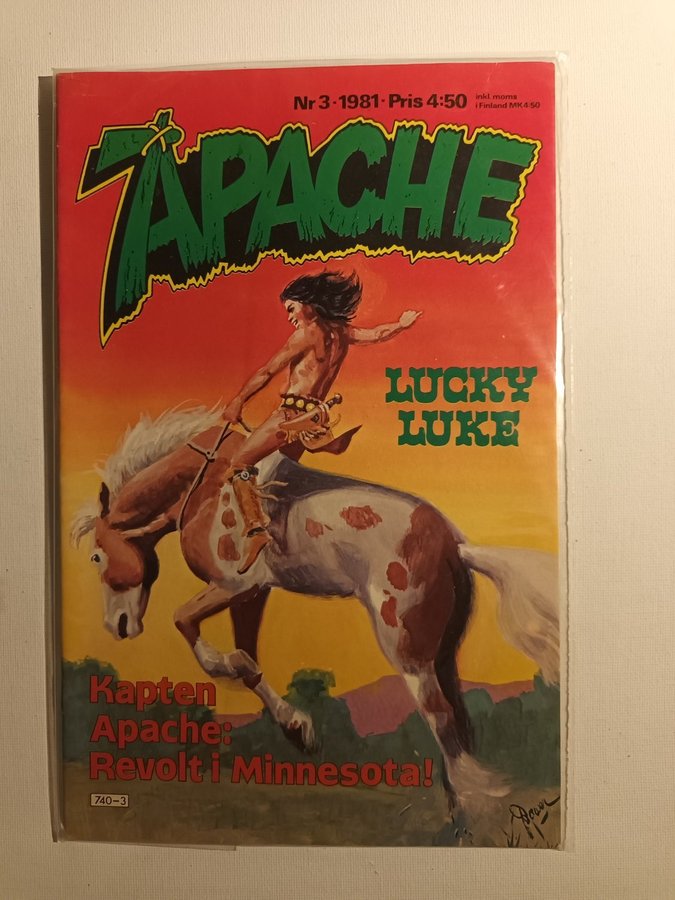 Nr 3 · 1981 · Pris 4:50
inkl. moms
i Finland MK 4:50
APACHE
LUCKY
LUKE
Kapten
Apache:
Revolt i Minnesota!
740-3